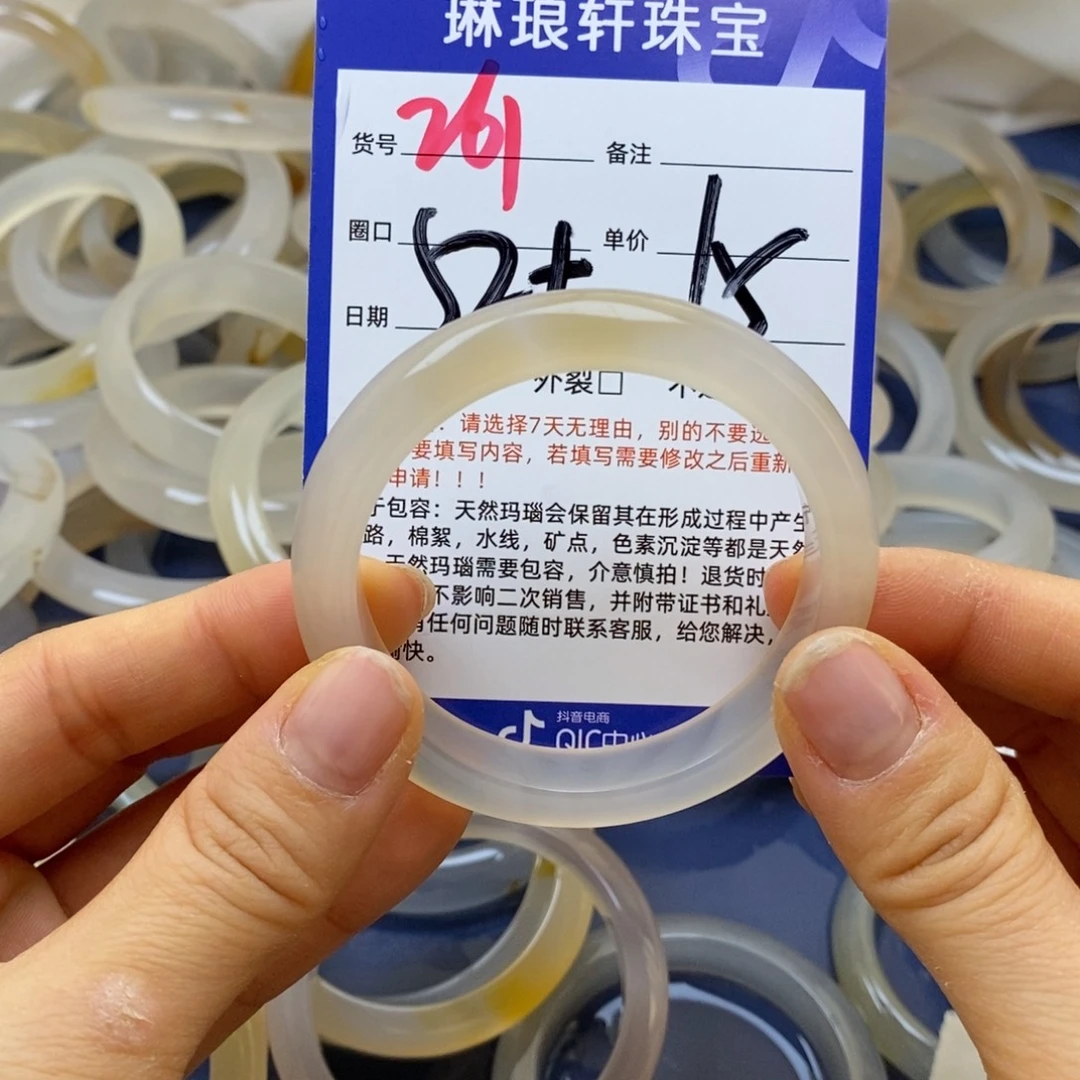 琳琅轩珠宝
货号 261 备注
圈口 52+ 单价
日期
外裂□
：请选择7天无理由，别的不要选
要填写内容，若填写需要修改之后重新
申请！！！
于包容：天然玛瑙会保留其在形成过程中产生
路，棉絮，水线，矿点，色素沉淀等都是天然
天然玛瑙需要包容，介意慎拍！退货时
不影响二次销售，并附带证书和礼
有任何问题随时联系客服，给您解决，
愉快。
抖音电商
QIC中心